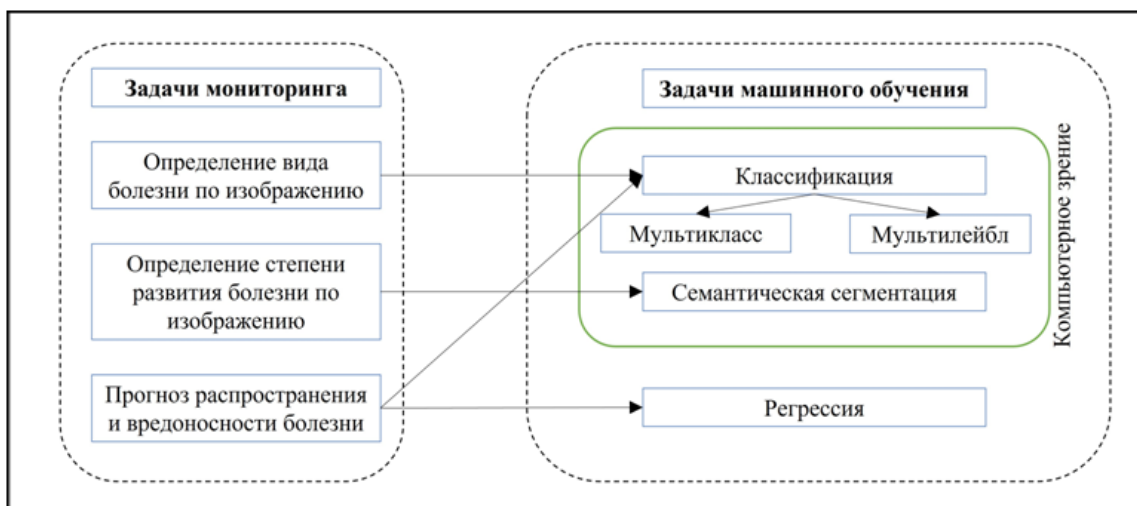 Задачи мониторинга
Определение вида
болезни по изображению
Определение степени
развития болезни по
изображению
Прогноз распространения
и вредоносности болезни
Задачи машинного обучения
Классификация
Мультикласс
Мультилейбл
Семантическая сегментация
Регрессия
Компьютерное зрение